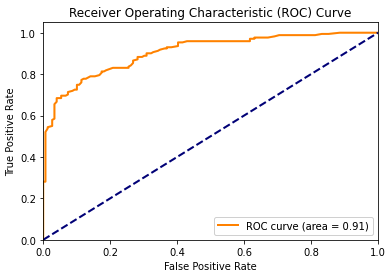 Receiver Operating Characteristic (ROC) Curve
1.0
0.8
0.6
0.4
0.2
0.0
True Positive Rate
ROC curve (area = 0.91)
0.0 0.2 0.4 0.6 0.8 1.0
False Positive Rate